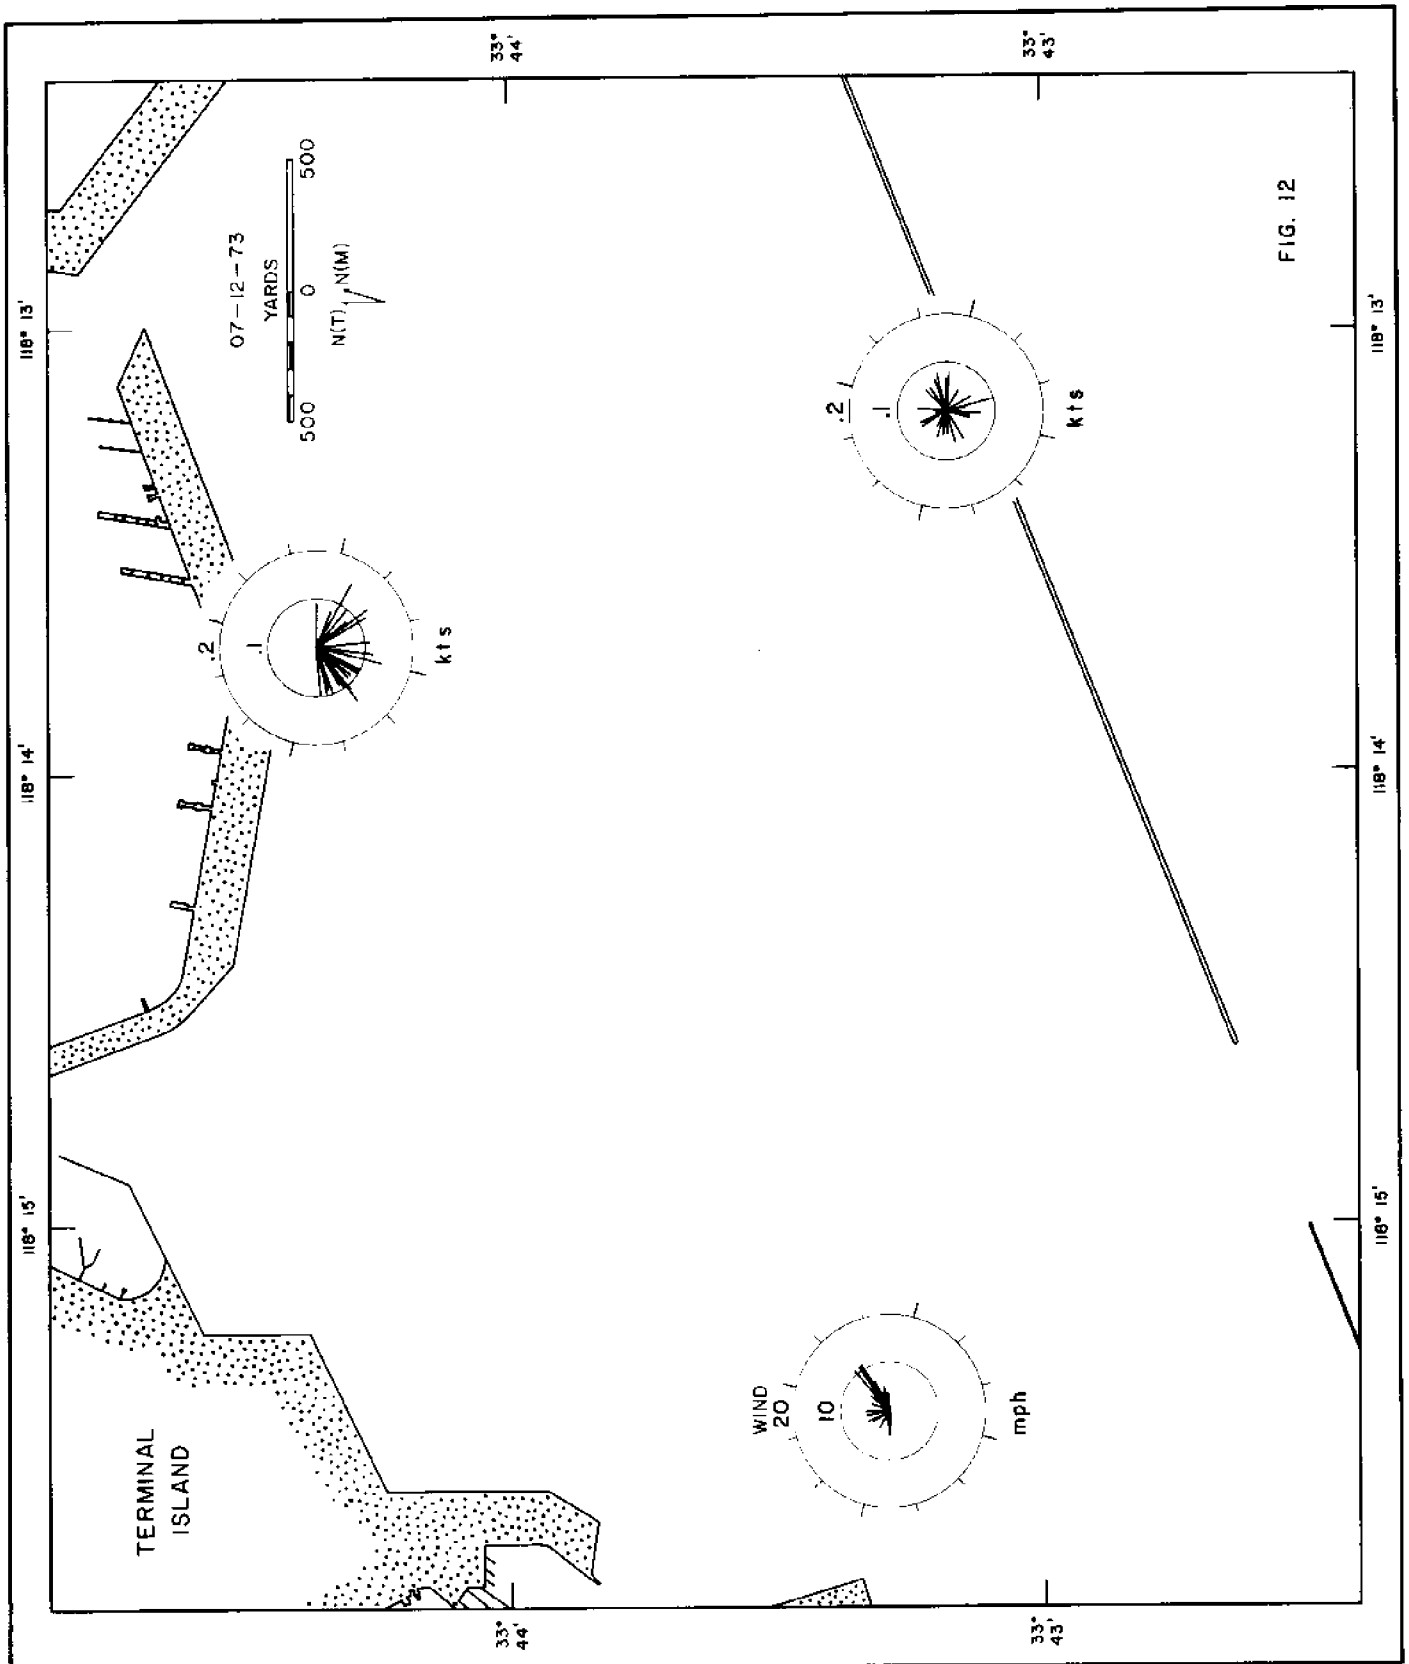 118° 15'
118° 14'
118° 13'
33°
44'
33°
44'
33°
43'
33°
43'
118° 15'
118° 14'
118° 13'
TERMINAL
ISLAND
07-12-73
YARDS
500 0 500
N(T) N(M)
.2
.1
kts
.2
.1
kts
WIND
20
10
mph
FIG. 12